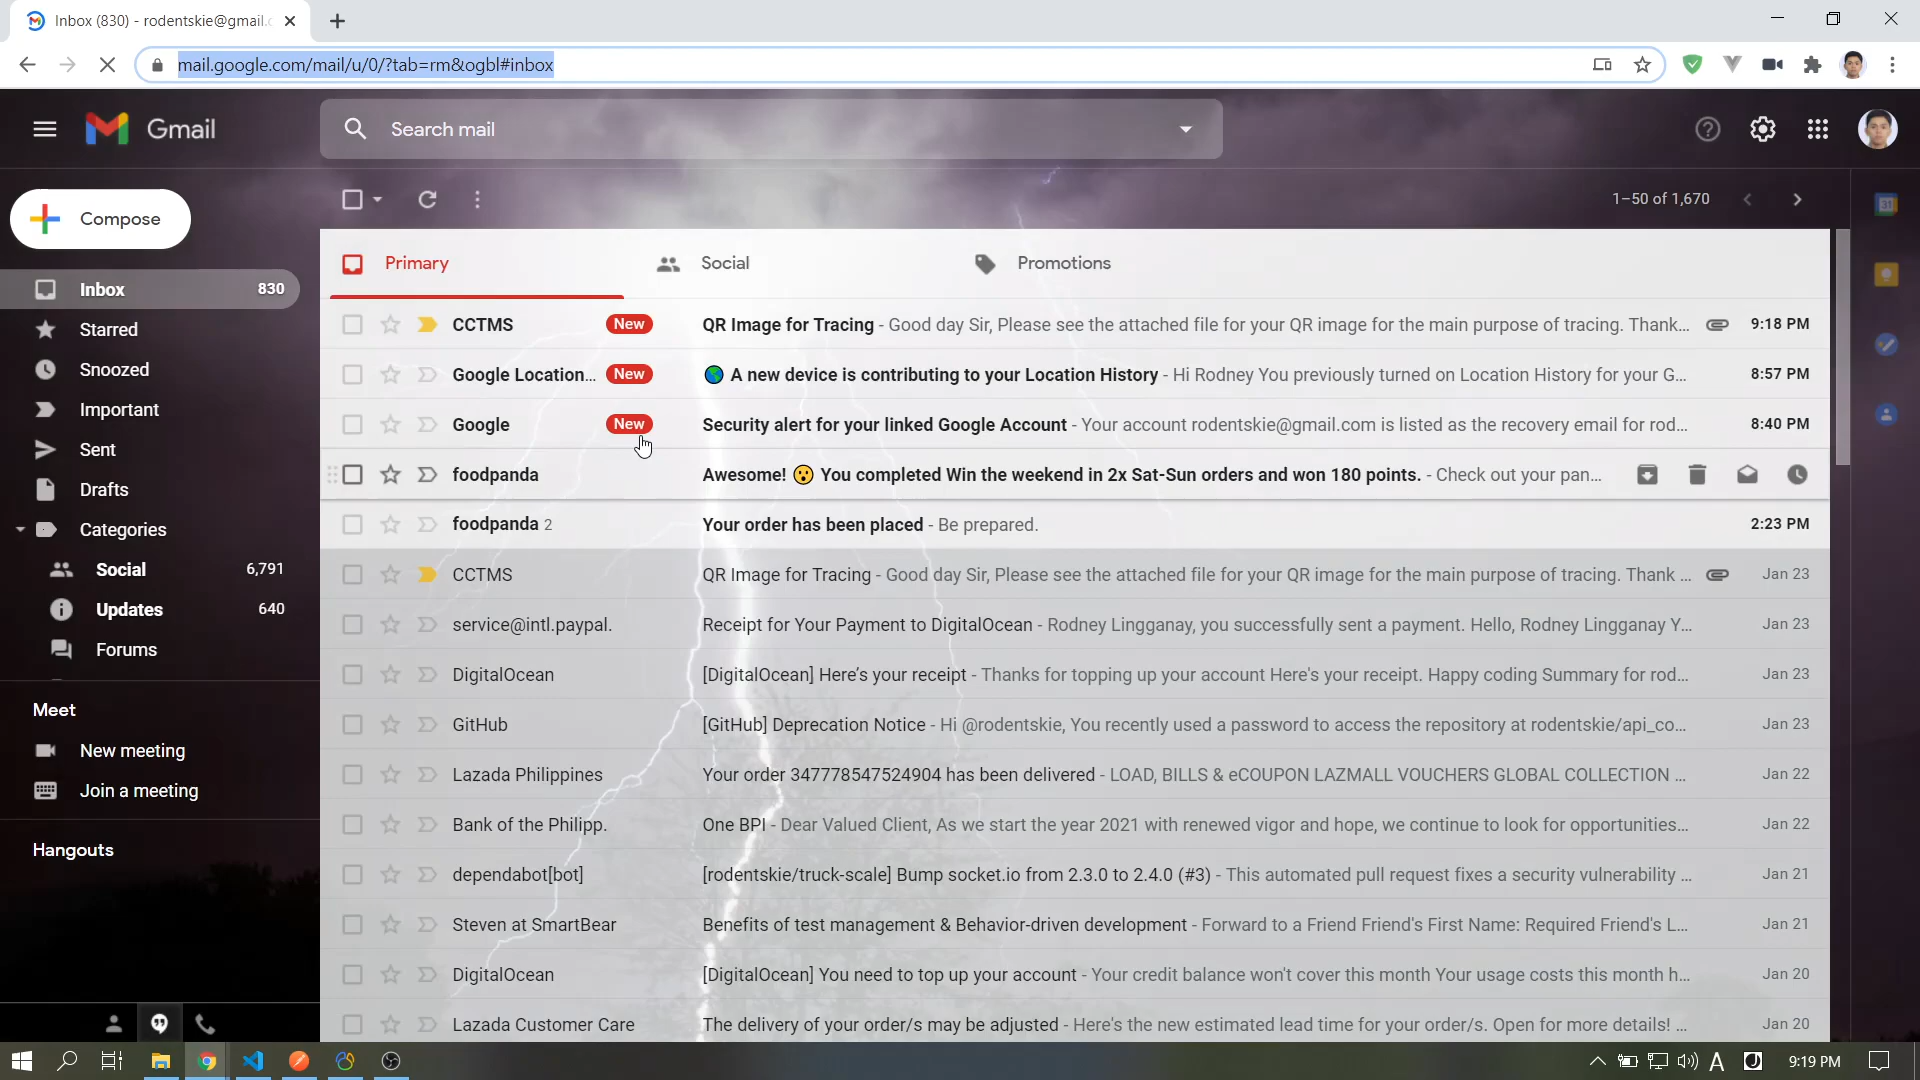 Inbox (830) - rodentskie@gmail.c
mail.google.com/mail/u/0/?tab=rm&ogbl#inbox
Gmail
Search mail
Compose
1–50 of 1,670
31
Inbox 830
Starred
Snoozed
Important
Sent
Drafts
Categories
Social 6,791
Updates 640
Forums
Meet
New meeting
Join a meeting
Hangouts
Primary
Social
Promotions
CCTMS New QR Image for Tracing - Good day Sir, Please see the attached file for your QR image for the main purpose of tracing. Thank... 9:18 PM
Google Location... New A new device is contributing to your Location History - Hi Rodney You previously turned on Location History for your G... 8:57 PM
Google New Security alert for your linked Google Account - Your account rodentskie@gmail.com is listed as the recovery email for rod... 8:40 PM
foodpanda Awesome! 😮 You completed Win the weekend in 2x Sat-Sun orders and won 180 points. - Check out your pan...
foodpanda 2 Your order has been placed - Be prepared. 2:23 PM
CCTMS QR Image for Tracing - Good day Sir, Please see the attached file for your QR image for the main purpose of tracing. Thank ... Jan 23
service@intl.paypal. Receipt for Your Payment to DigitalOcean - Rodney Lingganay, you successfully sent a payment. Hello, Rodney Lingganay Y... Jan 23
DigitalOcean [DigitalOcean] Here’s your receipt - Thanks for topping up your account Here's your receipt. Happy coding Summary for rod... Jan 23
GitHub [GitHub] Deprecation Notice - Hi @rodentskie, You recently used a password to access the repository at rodentskie/api_co... Jan 23
Lazada Philippines Your order 347778547524904 has been delivered - LOAD, BILLS & eCOUPON LAZMALL VOUCHERS GLOBAL COLLECTION ... Jan 22
Bank of the Philipp. One BPI - Dear Valued Client, As we start the year 2021 with renewed vigor and hope, we continue to look for opportunities... Jan 22
dependabot[bot] [rodentskie/truck-scale] Bump socket.io from 2.3.0 to 2.4.0 (#3) - This automated pull request fixes a security vulnerability ... Jan 21
Steven at SmartBear Benefits of test management & Behavior-driven development - Forward to a Friend Friend's First Name: Required Friend's L... Jan 21
DigitalOcean [DigitalOcean] You need to top up your account - Your credit balance won't cover this month Your usage costs this month h... Jan 20
Lazada Customer Care The delivery of your order/s may be adjusted - Here's the new estimated lead time for your order/s. Open for more details! ... Jan 20
A
9:19 PM